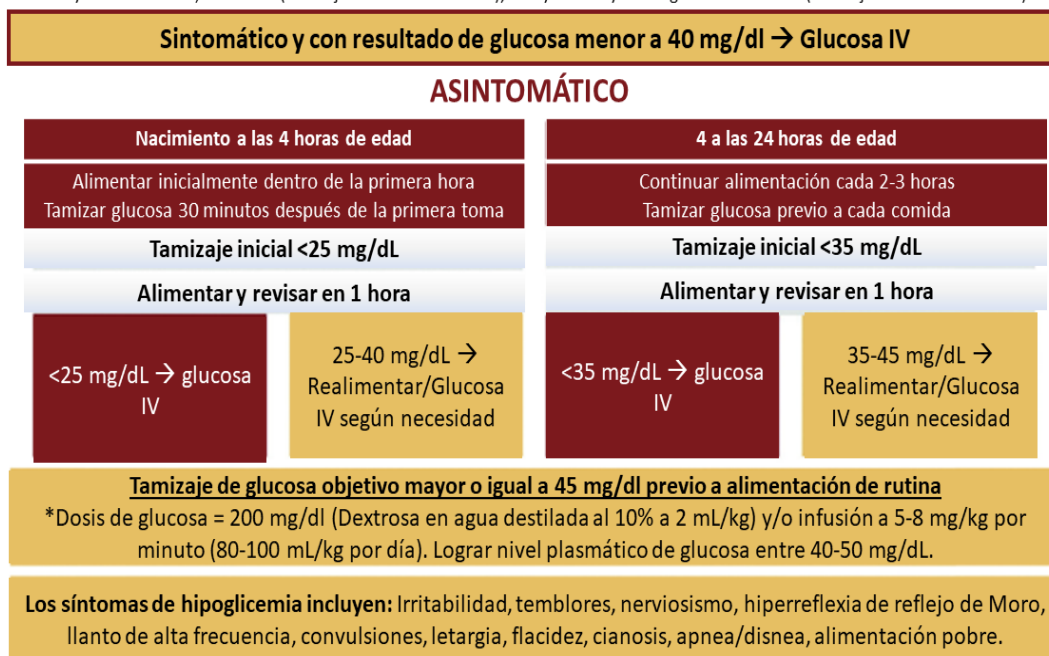 Sintomático y con resultado de glucosa menor a 40 mg/dl → Glucosa IV
ASINTOMÁTICO
Nacimiento a las 4 horas de edad
Alimentar inicialmente dentro de la primera hora
Tamizar glucosa 30 minutos después de la primera toma
Tamizaje inicial <25 mg/dL
Alimentar y revisar en 1 hora
<25 mg/dL → glucosa
IV
25-40 mg/dL →
Realimentar/Glucosa
IV según necesidad
4 a las 24 horas de edad
Continuar alimentación cada 2-3 horas
Tamizar glucosa previo a cada comida
Tamizaje inicial <35 mg/dL
Alimentar y revisar en 1 hora
<35 mg/dL → glucosa
IV
35-45 mg/dL →
Realimentar/Glucosa
IV según necesidad
Tamizaje de glucosa objetivo mayor o igual a 45 mg/dl previo a alimentación de rutina
*Dosis de glucosa = 200 mg/dl (Dextrosa en agua destilada al 10% a 2 mL/kg) y/o infusión a 5-8 mg/kg por
minuto (80-100 mL/kg por día). Lograr nivel plasmático de glucosa entre 40-50 mg/dL.
Los síntomas de hipoglicemia incluyen: Irritabilidad, temblores, nerviosismo, hiperreflexia de reflejo de Moro,
llanto de alta frecuencia, convulsiones, letargia, flacidez, cianosis, apnea/disnea, alimentación pobre.